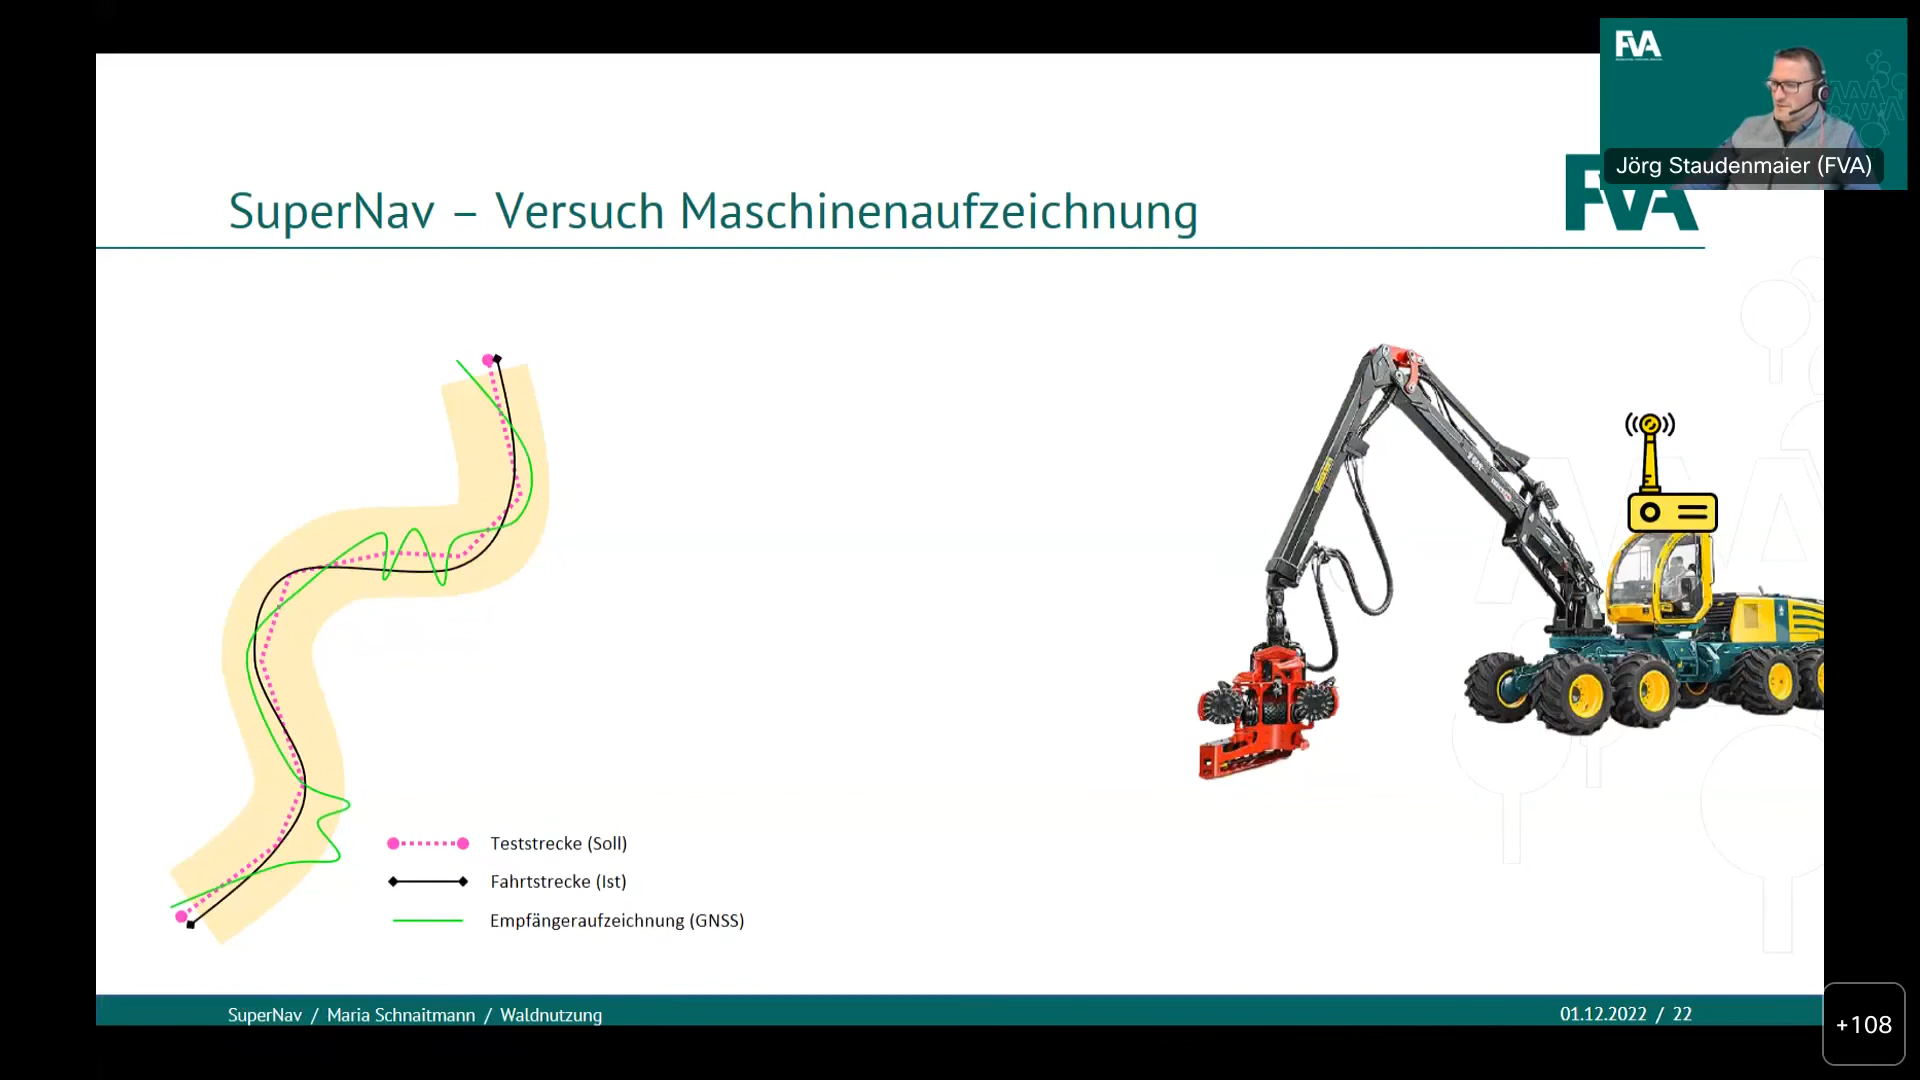 FVA
Jörg Staudenmaier (FVA)
FVA
SuperNav – Versuch Maschinenaufzeichnung
Teststrecke (Soll)
Fahrtstrecke (Ist)
Empfängeraufzeichnung (GNSS)
SuperNav / Maria Schnaitmann / Waldnutzung
01.12.2022 / 22
+108